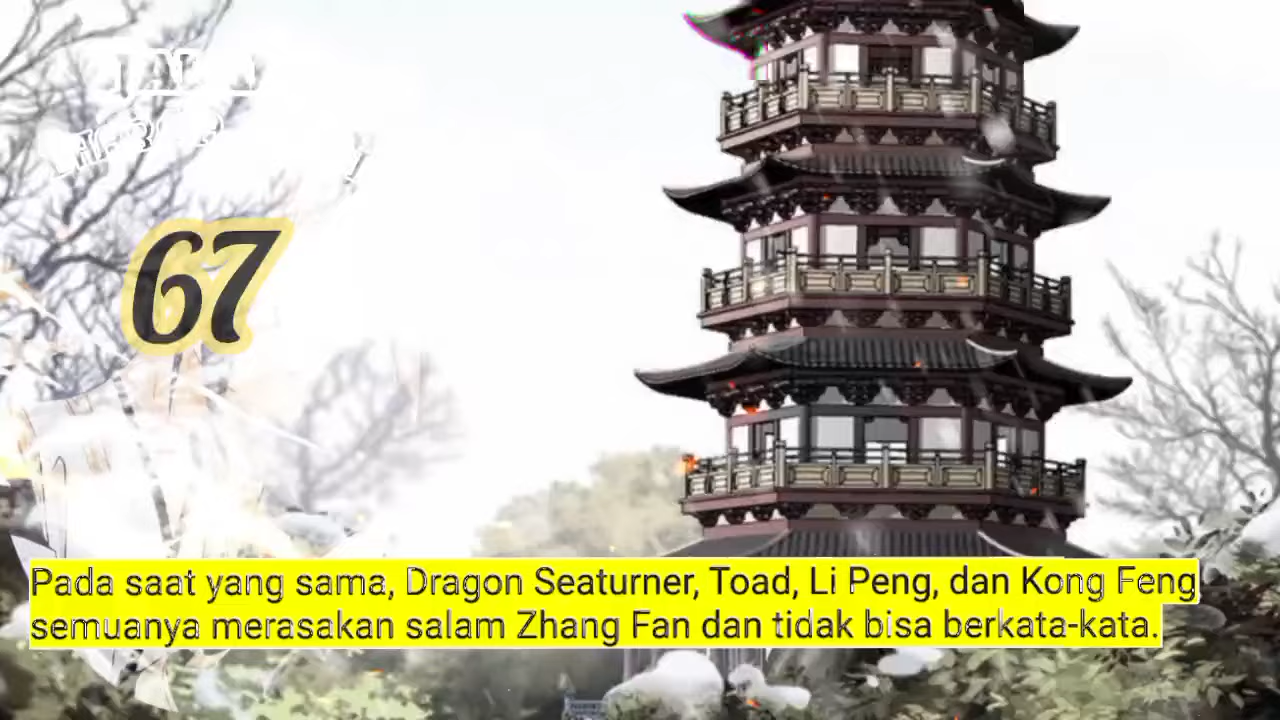 67
Pada saat yang sama, Dragon Seaturner, Toad, Li Peng, dan Kong Feng
semuanya merasakan salam Zhang Fan dan tidak bisa berkata-kata.